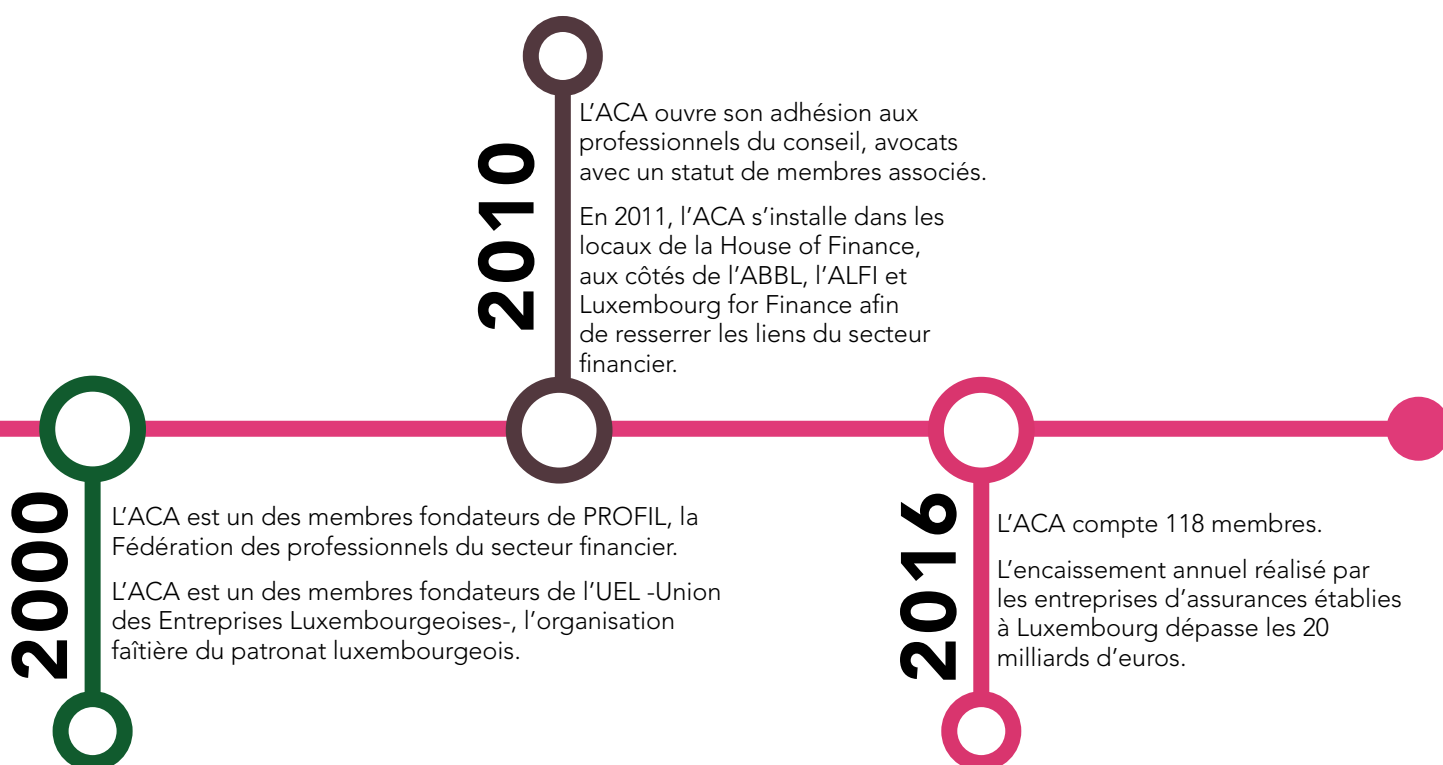 2000
L'ACA est un des membres fondateurs de PROFIL, la
Fédération des professionnels du secteur financier.
L'ACA est un des membres fondateurs de l'UEL -Union
des Entreprises Luxembourgeoises-, l'organisation
faîtière du patronat luxembourgeois.
2010
L'ACA ouvre son adhésion aux
professionnels du conseil, avocats
avec un statut de membres associés.
En 2011, l'ACA s'installe dans les
locaux de la House of Finance,
aux côtés de l'ABBL, l'ALFI et
Luxembourg for Finance afin
de resserrer les liens du secteur
financier.
2016
L'ACA compte 118 membres.
L'encaissement annuel réalisé par
les entreprises d'assurances établies
à Luxembourg dépasse les 20
milliards d'euros.